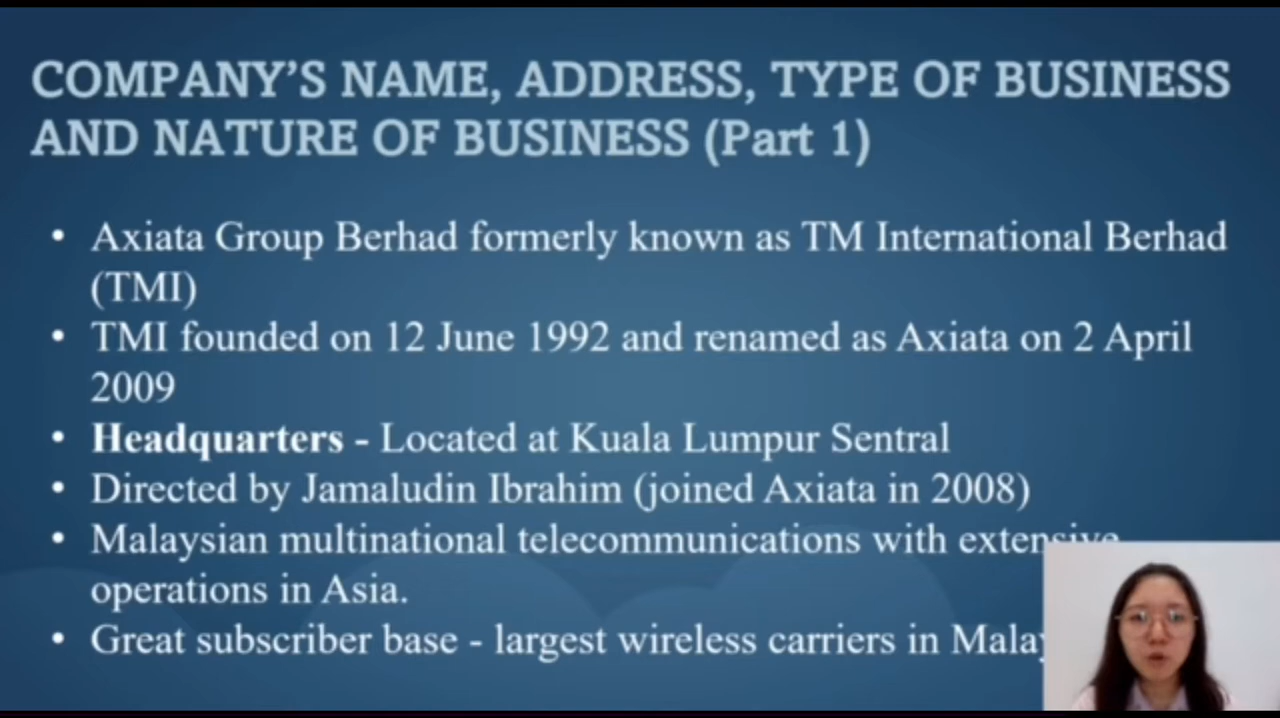 COMPANY’S NAME, ADDRESS, TYPE OF BUSINESS
AND NATURE OF BUSINESS (Part 1)
• Axiata Group Berhad formerly known as TM International Berhad
(TMI)
• TMI founded on 12 June 1992 and renamed as Axiata on 2 April
2009
• Headquarters - Located at Kuala Lumpur Sentral
• Directed by Jamaludin Ibrahim (joined Axiata in 2008)
• Malaysian multinational telecommunications with extensive
operations in Asia.
• Great subscriber base - largest wireless carriers in